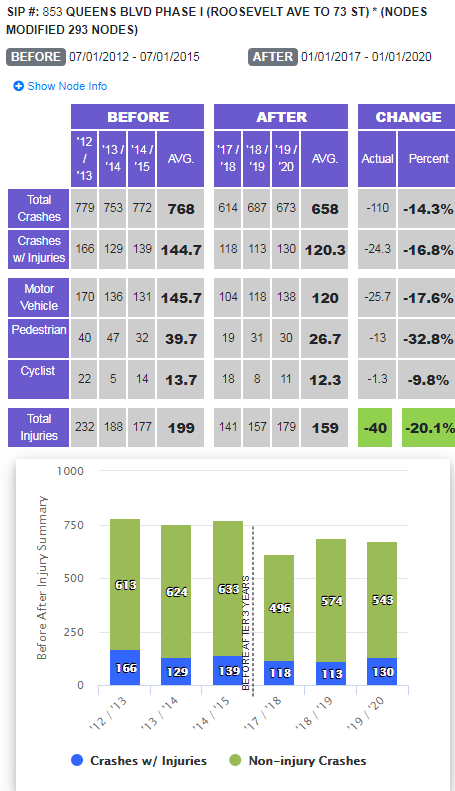 SIP #: 853 QUEENS BLVD PHASE I (ROOSEVELT AVE TO 73 ST) * (NODES
MODIFIED 293 NODES)
BEFORE 07/01/2012 - 07/01/2015 AFTER 01/01/2017 - 01/01/2020
Show Node Info
BEFORE AFTER CHANGE
'12 / '13 '13 / '14 '14 / '15 AVG. '17 / '18 '18 / '19 '19 / '20 AVG. Actual Percent
Total Crashes 779 753 772 768 614 687 673 658 -110 -14.3%
Crashes w/ Injuries 166 129 139 144.7 118 113 130 120.3 -24.3 -16.8%
Motor Vehicle 170 136 131 145.7 104 118 138 120 -25.7 -17.6%
Pedestrian 40 47 32 39.7 19 31 30 26.7 -13 -32.8%
Cyclist 22 5 14 13.7 18 8 11 12.3 -1.3 -9.8%
Total Injuries 232 188 177 199 141 157 179 159 -40 -20.1%
Before After Injury Summary
1000
750
500
250
0
613 624 633 496 574 543
166 129 139 118 113 130
BEFORE AFTER 3 YEARS
'12 / '13 '13 / '14 '14 / '15 '17 / '18 '18 / '19 '19 / '20
Crashes w/ Injuries Non-injury Crashes